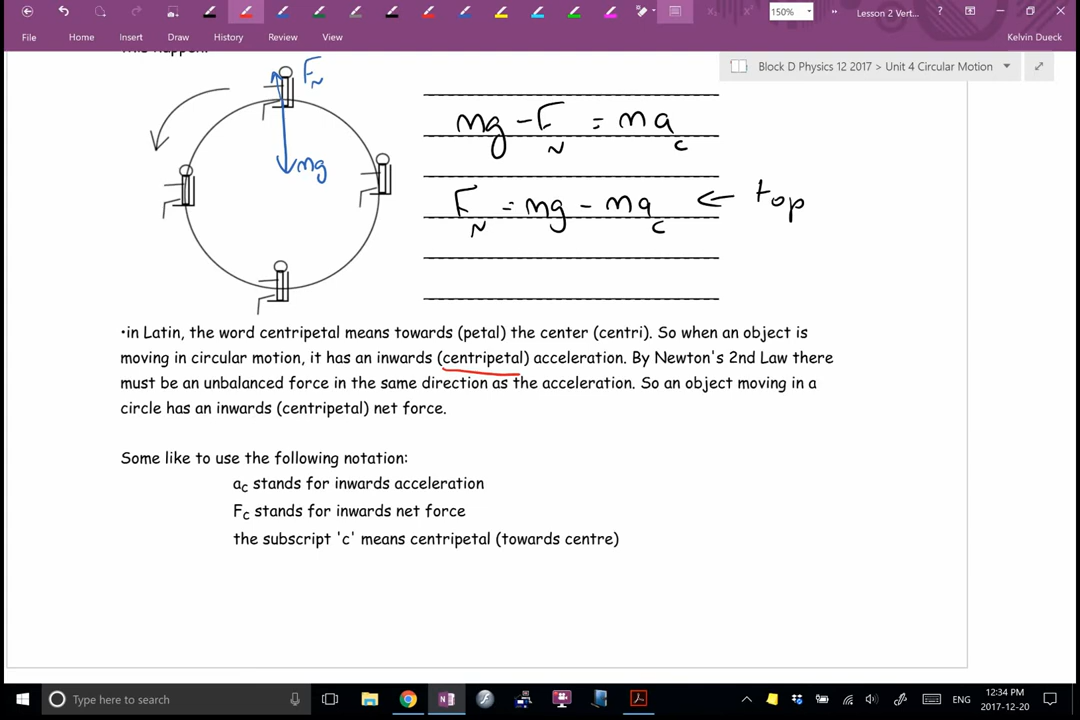 150%
Lesson 2 Vert...
?
File
Home
Insert
Draw
History
Review
View
Kelvin Dueck
Block D Physics 12 2017 > Unit 4 Circular Motion
F_N
mg
mg - F_N = ma_c
F_N = mg - ma_c ← top
•in Latin, the word centripetal means towards (petal) the center (centri). So when an object is
moving in circular motion, it has an inwards (centripetal) acceleration. By Newton's 2nd Law there
must be an unbalanced force in the same direction as the acceleration. So an object moving in a
circle has an inwards (centripetal) net force.
Some like to use the following notation:
a_c stands for inwards acceleration
F_c stands for inwards net force
the subscript 'c' means centripetal (towards centre)
Type here to search
ENG
12:34 PM
2017-12-20